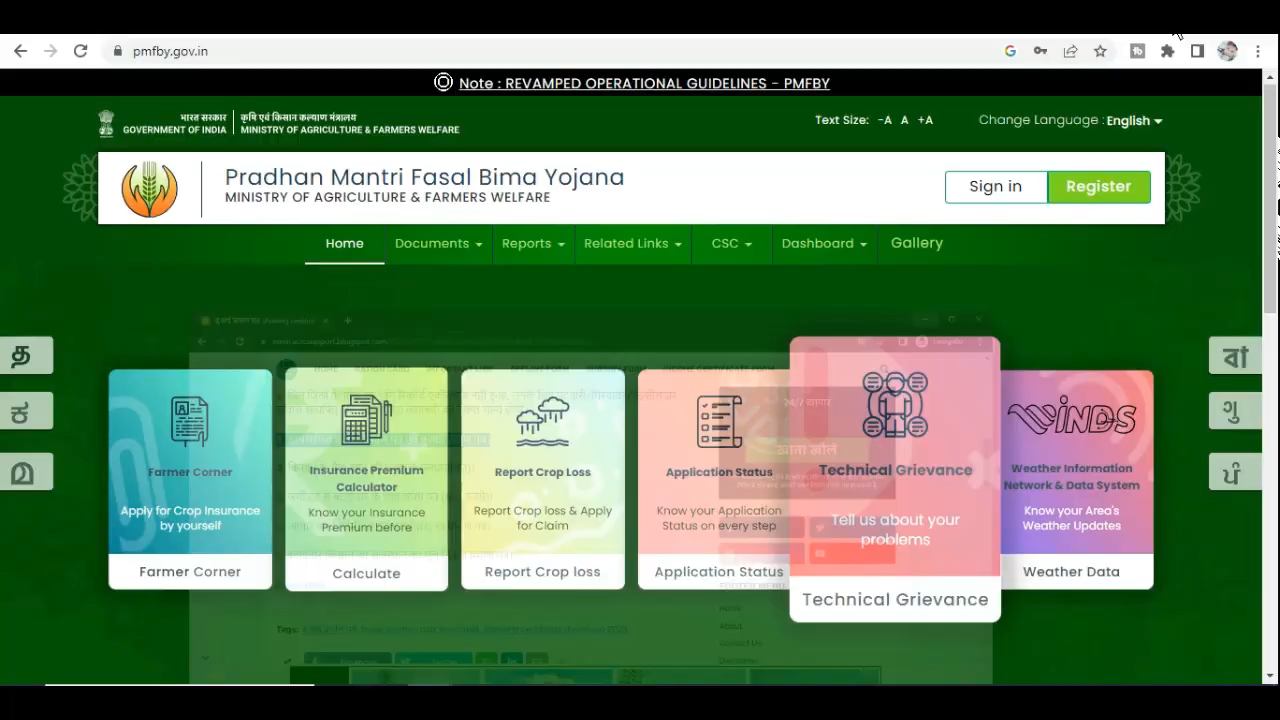 pmfby.gov.in
Note : REVAMPED OPERATIONAL GUIDELINES - PMFBY
भारत सरकार
GOVERNMENT OF INDIA
कृषि एवं किसान कल्याण मंत्रालय
MINISTRY OF AGRICULTURE & FARMERS WELFARE
Text Size: -A A +A
Change Language : English
Pradhan Mantri Fasal Bima Yojana
MINISTRY OF AGRICULTURE & FARMERS WELFARE
Sign in
Register
Home
Documents
Reports
Related Links
CSC
Dashboard
Gallery
த
ಕ
മ
বা
ગુ
ਪੰ
Farmer Corner
Apply for Crop Insurance
by yourself
Farmer Corner
Insurance Premium
Calculator
Know your Insurance
Premium before
Calculate
Report Crop Loss
Report Crop loss & Apply
for Claim
Report Crop loss
Application Status
Know your Application
Status on every step
Application Status
Technical Grievance
Tell us about your
problems
Technical Grievance
WINDS
Weather Information
Network & Data System
Know your Area's
Weather Updates
Weather Data
Home
About
Contact Us
Tags: